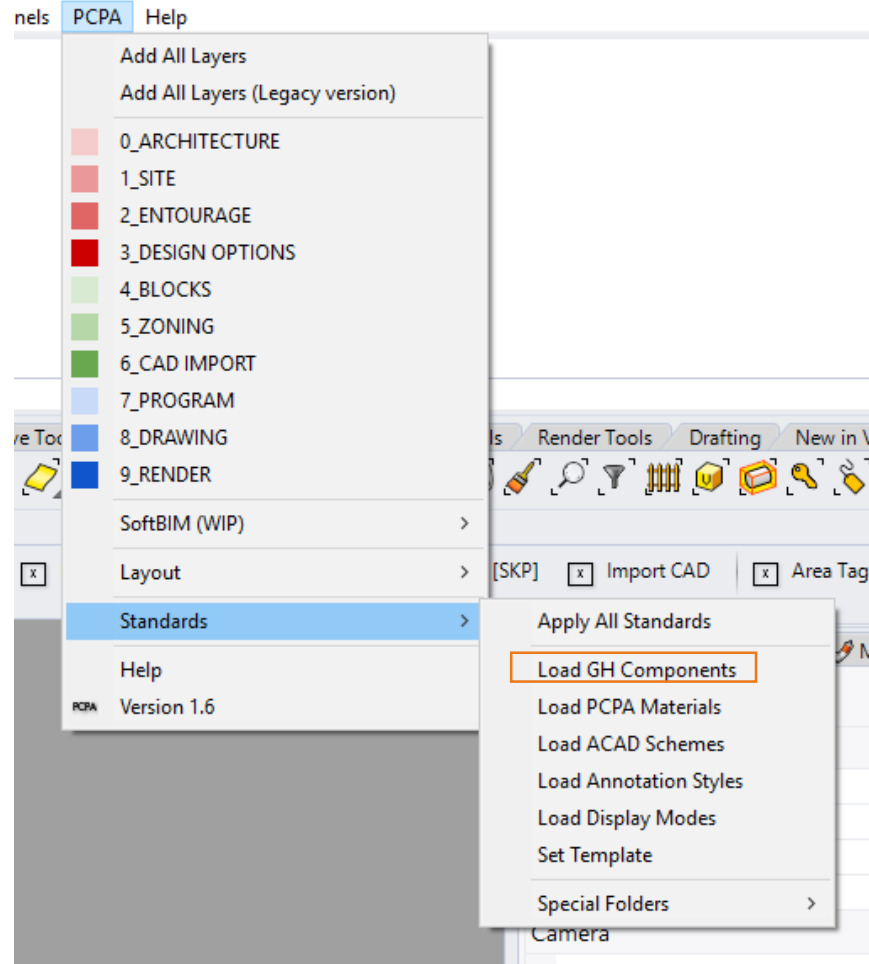 nels PCPA Help
Add All Layers
Add All Layers (Legacy version)
0_ARCHITECTURE
1_SITE
2_ENTOURAGE
3_DESIGN OPTIONS
4_BLOCKS
5_ZONING
6_CAD IMPORT
7_PROGRAM
8_DRAWING
9_RENDER
ve Too ls Render Tools Drafting New in V
SoftBIM (WIP)
x Layout [SKP] x Import CAD x Area Tag
Standards
Apply All Standards
Help
Load GH Components
PCPA Version 1.6
Load PCPA Materials
Load ACAD Schemes
Load Annotation Styles
Load Display Modes
Set Template
Special Folders
Camera